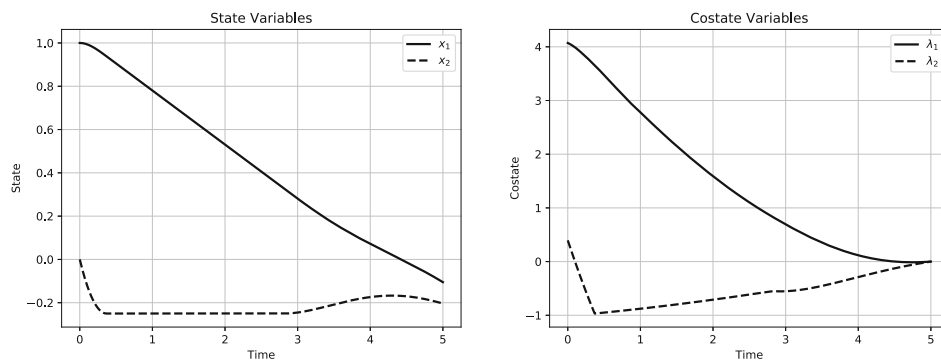 State Variables
x₁
x₂
1.0
0.8
0.6
0.4
0.2
0.0
−0.2
State
0
1
2
3
4
5
Time
Costate Variables
λ₁
λ₂
4
3
2
1
0
−1
Costate
0
1
2
3
4
5
Time